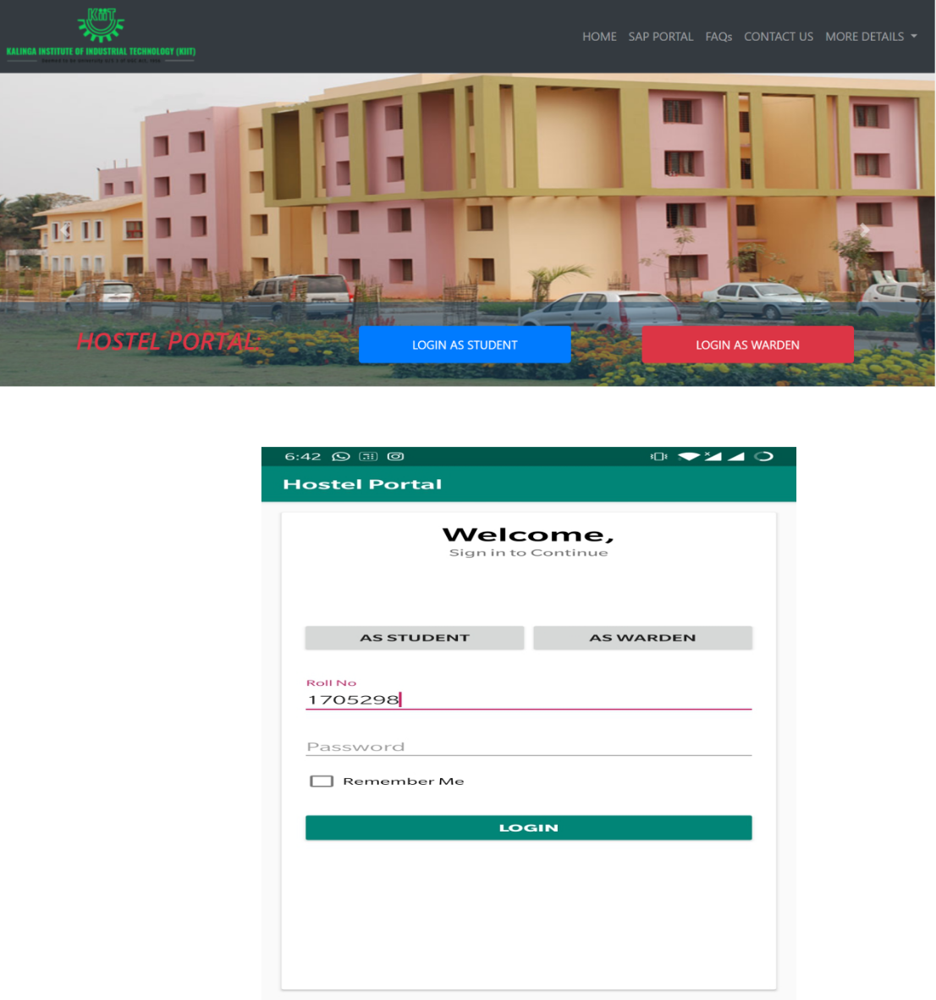 KiiT
KALINGA INSTITUTE OF INDUSTRIAL TECHNOLOGY (KIIT)
HOME SAP PORTAL FAQs CONTACT US MORE DETAILS
HOSTEL PORTAL:
LOGIN AS STUDENT
LOGIN AS WARDEN
6:42
Hostel Portal
Welcome,
Sign in to Continue
AS STUDENT
AS WARDEN
Roll No
1705298
Password
Remember Me
LOGIN